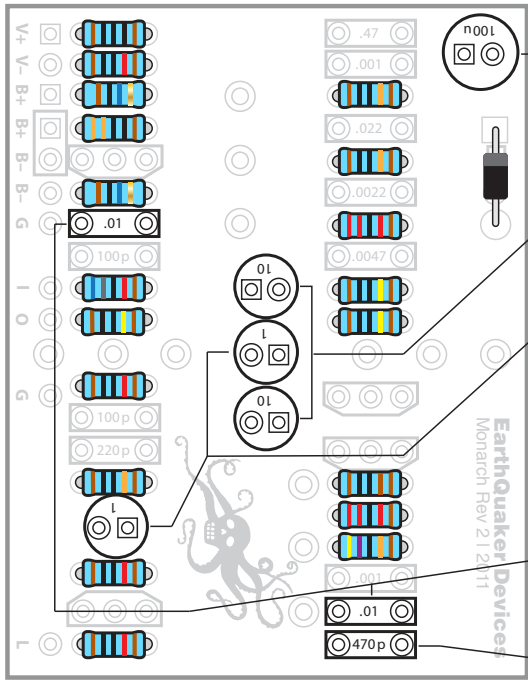 V+
V-
B+
B+
B-
B-
G
I
O
G
L
.01
100p
100p
220p
1
10
1
10
.47
.001
.022
.0022
.0047
.001
.01
470p
100u
EarthQuaker Devices
Monarch Rev 2 | 2011